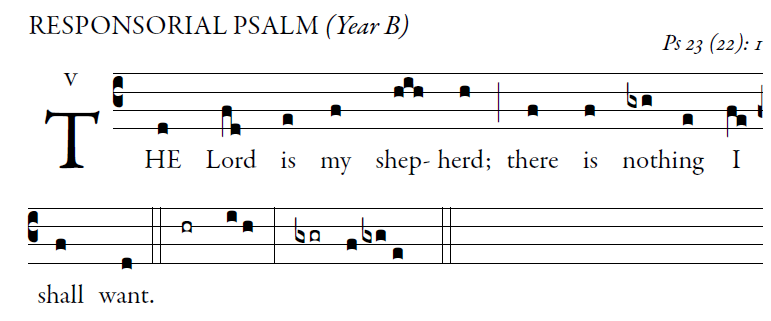 RESPONSORIAL PSALM (Year B)
Ps 23 (22): 1
V
THE Lord is my shep- herd; there is nothing I
shall want.